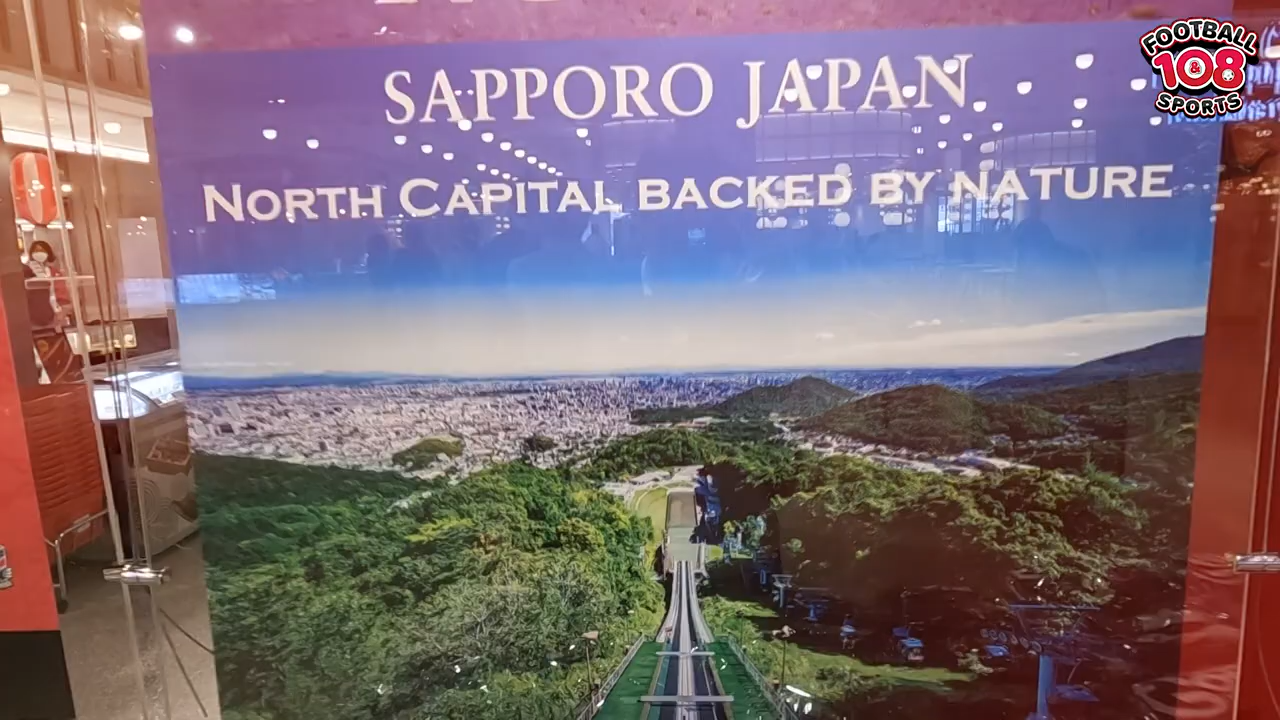 SAPPORO JAPAN
NORTH CAPITAL BACKED BY NATURE
FOOTBALL
&
108
SPORTS